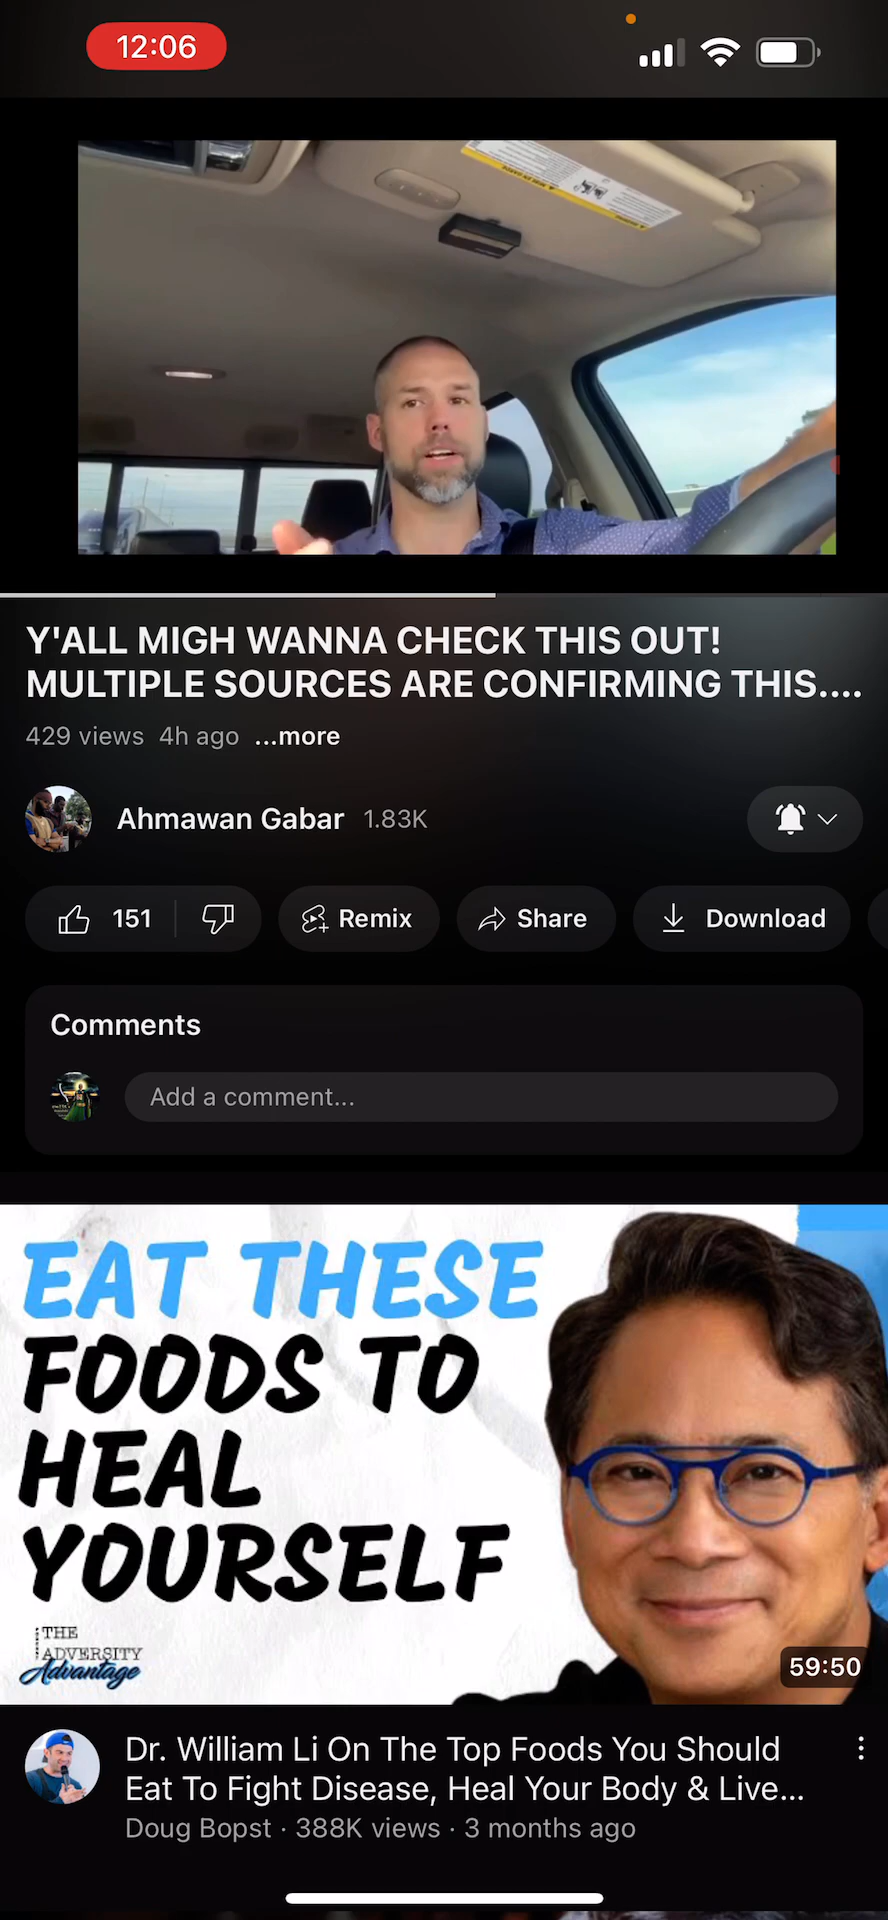 12:06
Y'ALL MIGH WANNA CHECK THIS OUT!
MULTIPLE SOURCES ARE CONFIRMING THIS....
429 views 4h ago ...more
Ahmawan Gabar 1.83K
151 Remix Share Download
Comments
Add a comment...
EAT THESE
FOODS TO
HEAL
YOURSELF
THE
ADVERSITY
Advantage
59:50
Dr. William Li On The Top Foods You Should
Eat To Fight Disease, Heal Your Body & Live...
Doug Bopst · 388K views · 3 months ago